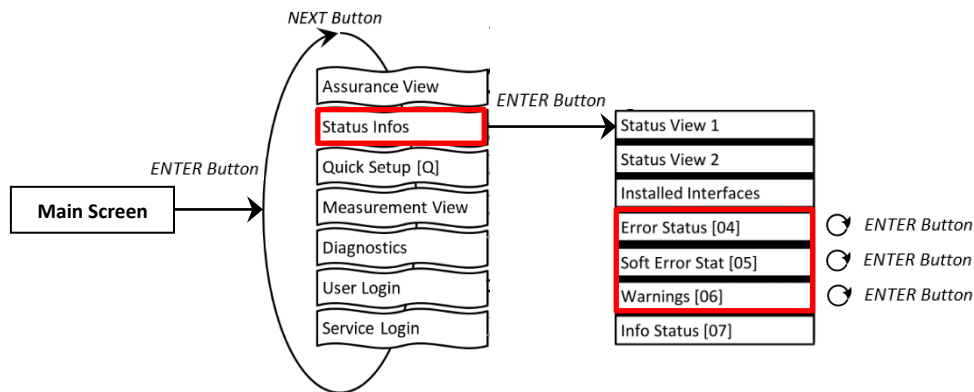 NEXT Button
Assurance View
ENTER Button
Status Infos
Status View 1
Status View 2
ENTER Button
Quick Setup [Q]
Installed Interfaces
Main Screen
Measurement View
Error Status [04]
ENTER Button
Diagnostics
Soft Error Stat [05]
ENTER Button
User Login
Warnings [06]
ENTER Button
Service Login
Info Status [07]